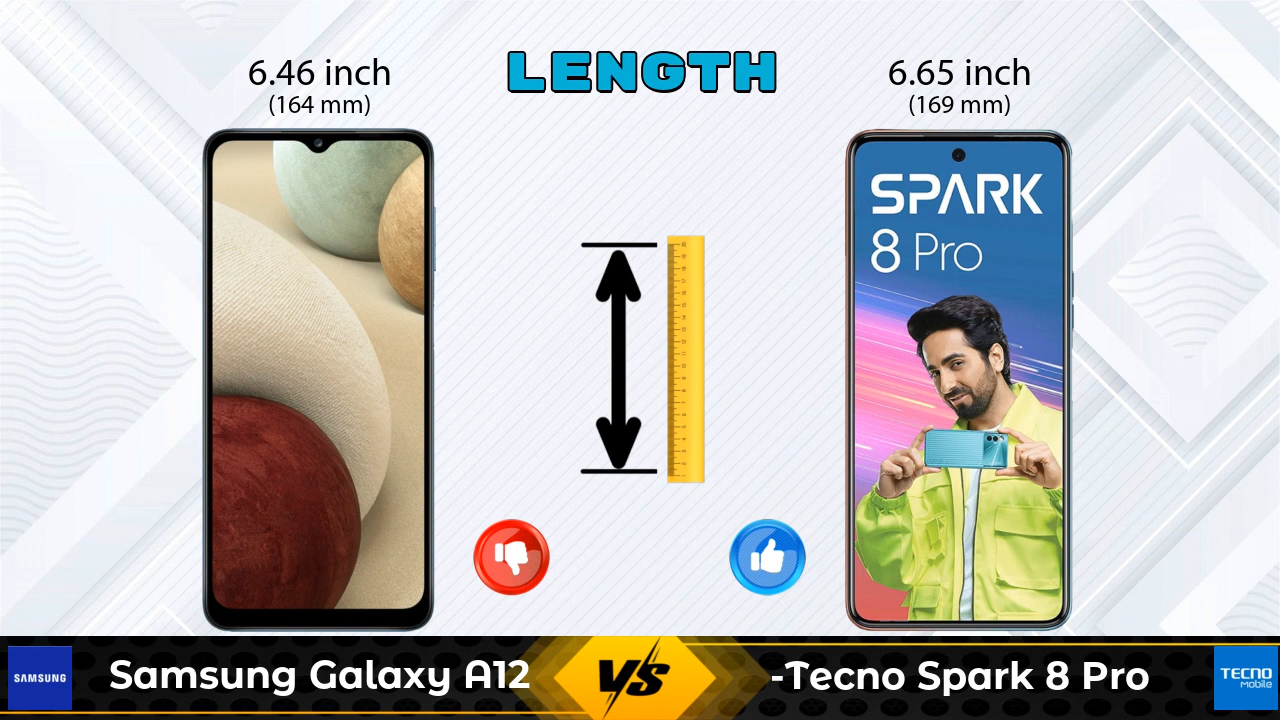 LENGTH
6.46 inch
(164 mm)
6.65 inch
(169 mm)
SPARK
8 Pro
SAMSUNG
Samsung Galaxy A12
VS
-Tecno Spark 8 Pro
TECNO
mobile